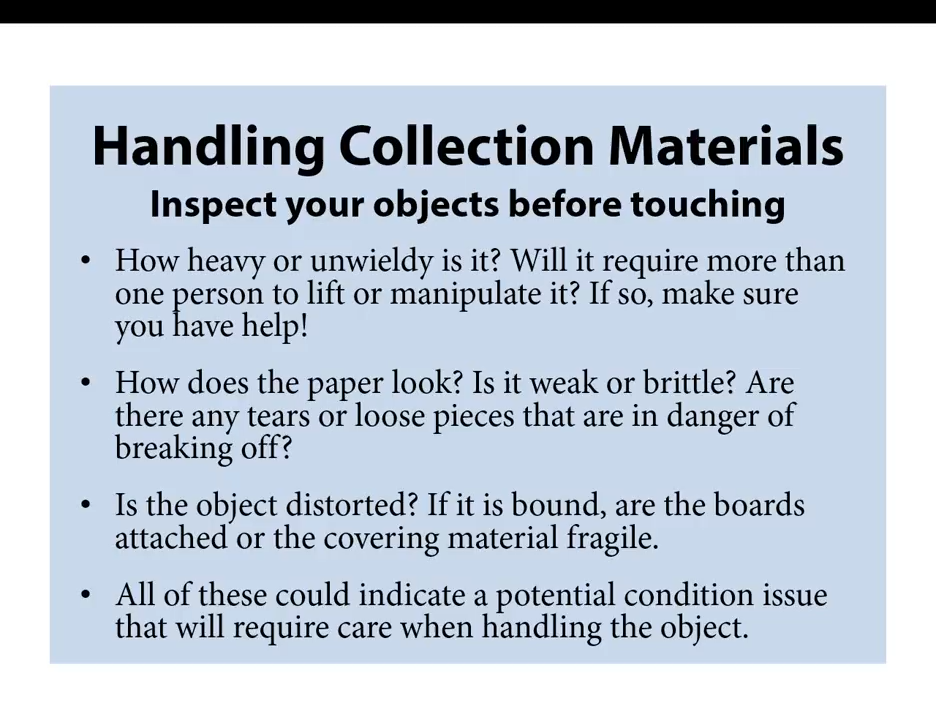 Handling Collection Materials
Inspect your objects before touching
• How heavy or unwieldy is it? Will it require more than
one person to lift or manipulate it? If so, make sure
you have help!
• How does the paper look? Is it weak or brittle? Are
there any tears or loose pieces that are in danger of
breaking off?
• Is the object distorted? If it is bound, are the boards
attached or the covering material fragile.
• All of these could indicate a potential condition issue
that will require care when handling the object.